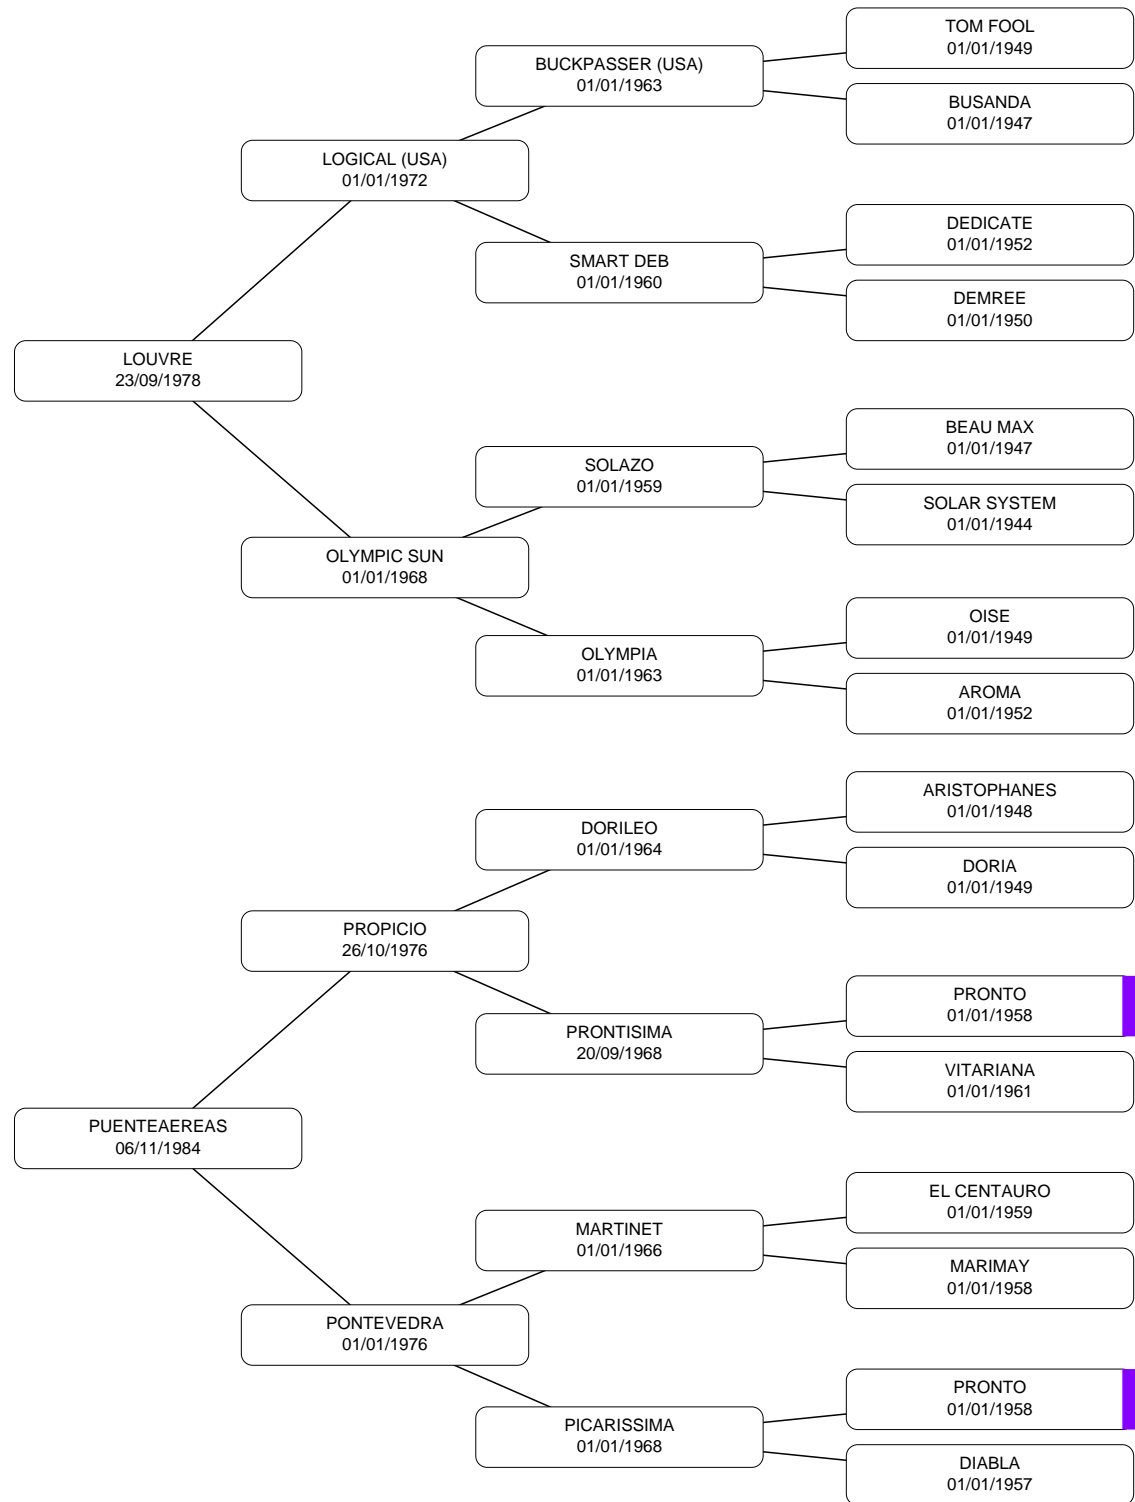 TOM FOOL
01/01/1949
BUCKPASSER (USA)
01/01/1963
BUSANDA
01/01/1947
LOGICAL (USA)
01/01/1972
DEDICATE
01/01/1952
SMART DEB
01/01/1960
DEMREE
01/01/1950
LOUVRE
23/09/1978
BEAU MAX
01/01/1947
SOLAZO
01/01/1959
SOLAR SYSTEM
01/01/1944
OLYMPIC SUN
01/01/1968
OISE
01/01/1949
OLYMPIA
01/01/1963
AROMA
01/01/1952
ARISTOPHANES
01/01/1948
DORILEO
01/01/1964
DORIA
01/01/1949
PROPICIO
26/10/1976
PRONTO
01/01/1958
PRONTISIMA
20/09/1968
VITARIANA
01/01/1961
PUENTEAEREAS
06/11/1984
EL CENTAURO
01/01/1959
MARTINET
01/01/1966
MARIMAY
01/01/1958
PONTEVEDRA
01/01/1976
PRONTO
01/01/1958
PICARISSIMA
01/01/1968
DIABLA
01/01/1957